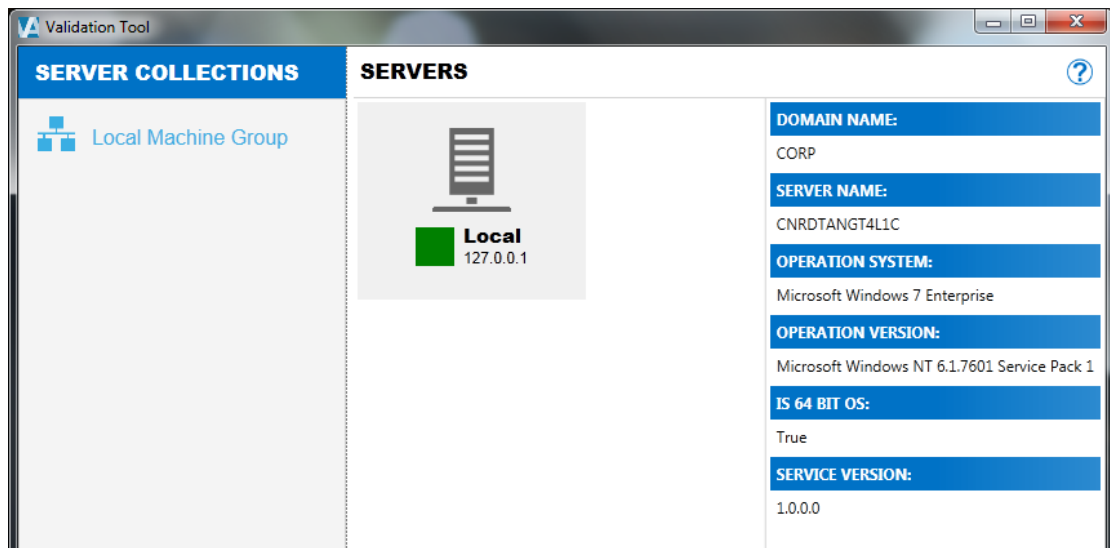 Validation Tool
SERVER COLLECTIONS
Local Machine Group
SERVERS
Local
127.0.0.1
DOMAIN NAME:
CORP
SERVER NAME:
CNRDTANGT4L1C
OPERATION SYSTEM:
Microsoft Windows 7 Enterprise
OPERATION VERSION:
Microsoft Windows NT 6.1.7601 Service Pack 1
IS 64 BIT OS:
True
SERVICE VERSION:
1.0.0.0